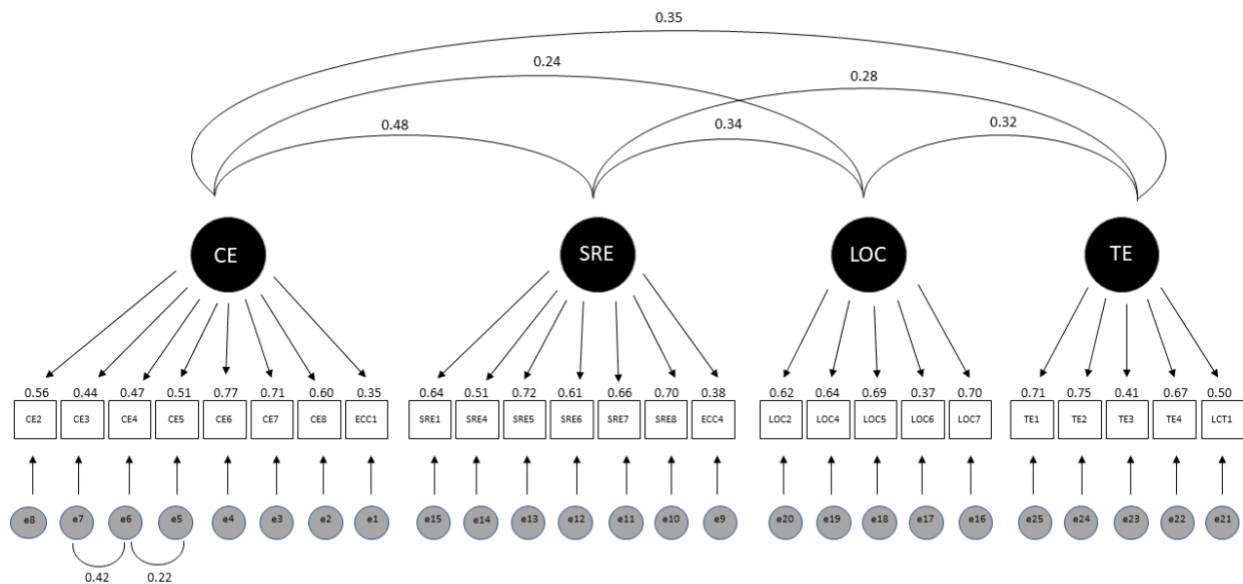 0.35
0.24
0.28
0.48
0.34
0.32
CE SRE LOC TE
0.56 0.44 0.47 0.51 0.77 0.71 0.60 0.35 0.64 0.51 0.72 0.61 0.66 0.70 0.38 0.62 0.64 0.69 0.37 0.70 0.71 0.75 0.41 0.67 0.50
CE2 CE3 CE4 CE5 CE6 CE7 CE8 ECC1 SRE1 SRE4 SRE5 SRE6 SRE7 SRE8 ECC4 LOC2 LOC4 LOC5 LOC6 LOC7 TE1 TE2 TE3 TE4 LCT1
e8 e7 e6 e5 e4 e3 e2 e1 e15 e14 e13 e12 e11 e10 e9 e20 e19 e18 e17 e16 e25 e24 e23 e22 e21
0.42 0.22